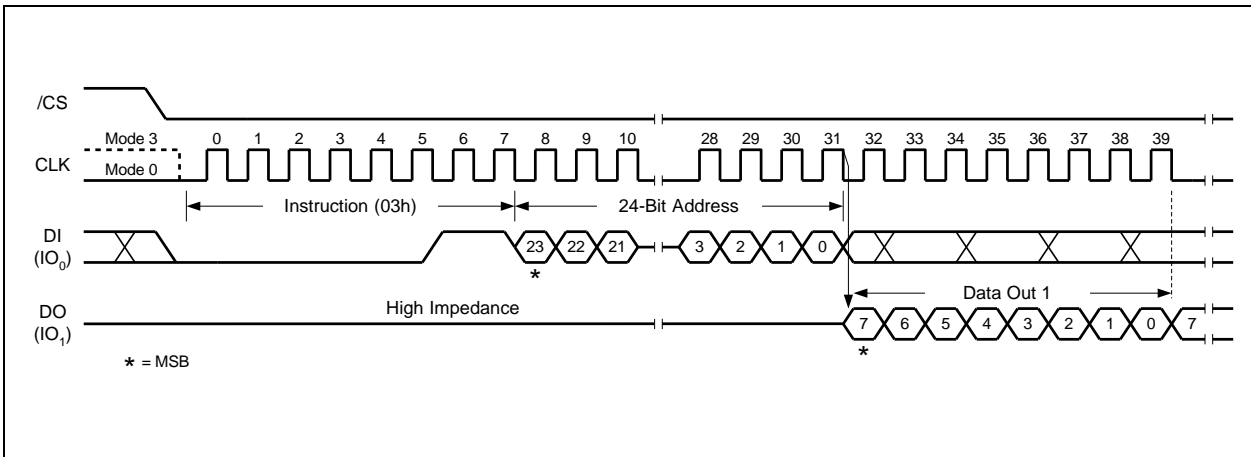 /CS
Mode 3 0 1 2 3 4 5 6 7 8 9 10 28 29 30 31 32 33 34 35 36 37 38 39
CLK Mode 0
Instruction (03h) 24-Bit Address
DI
(IO0) 23 22 21 3 2 1 0
*
Data Out 1
DO High Impedance
(IO1) 7 6 5 4 3 2 1 0 7
*
* = MSB